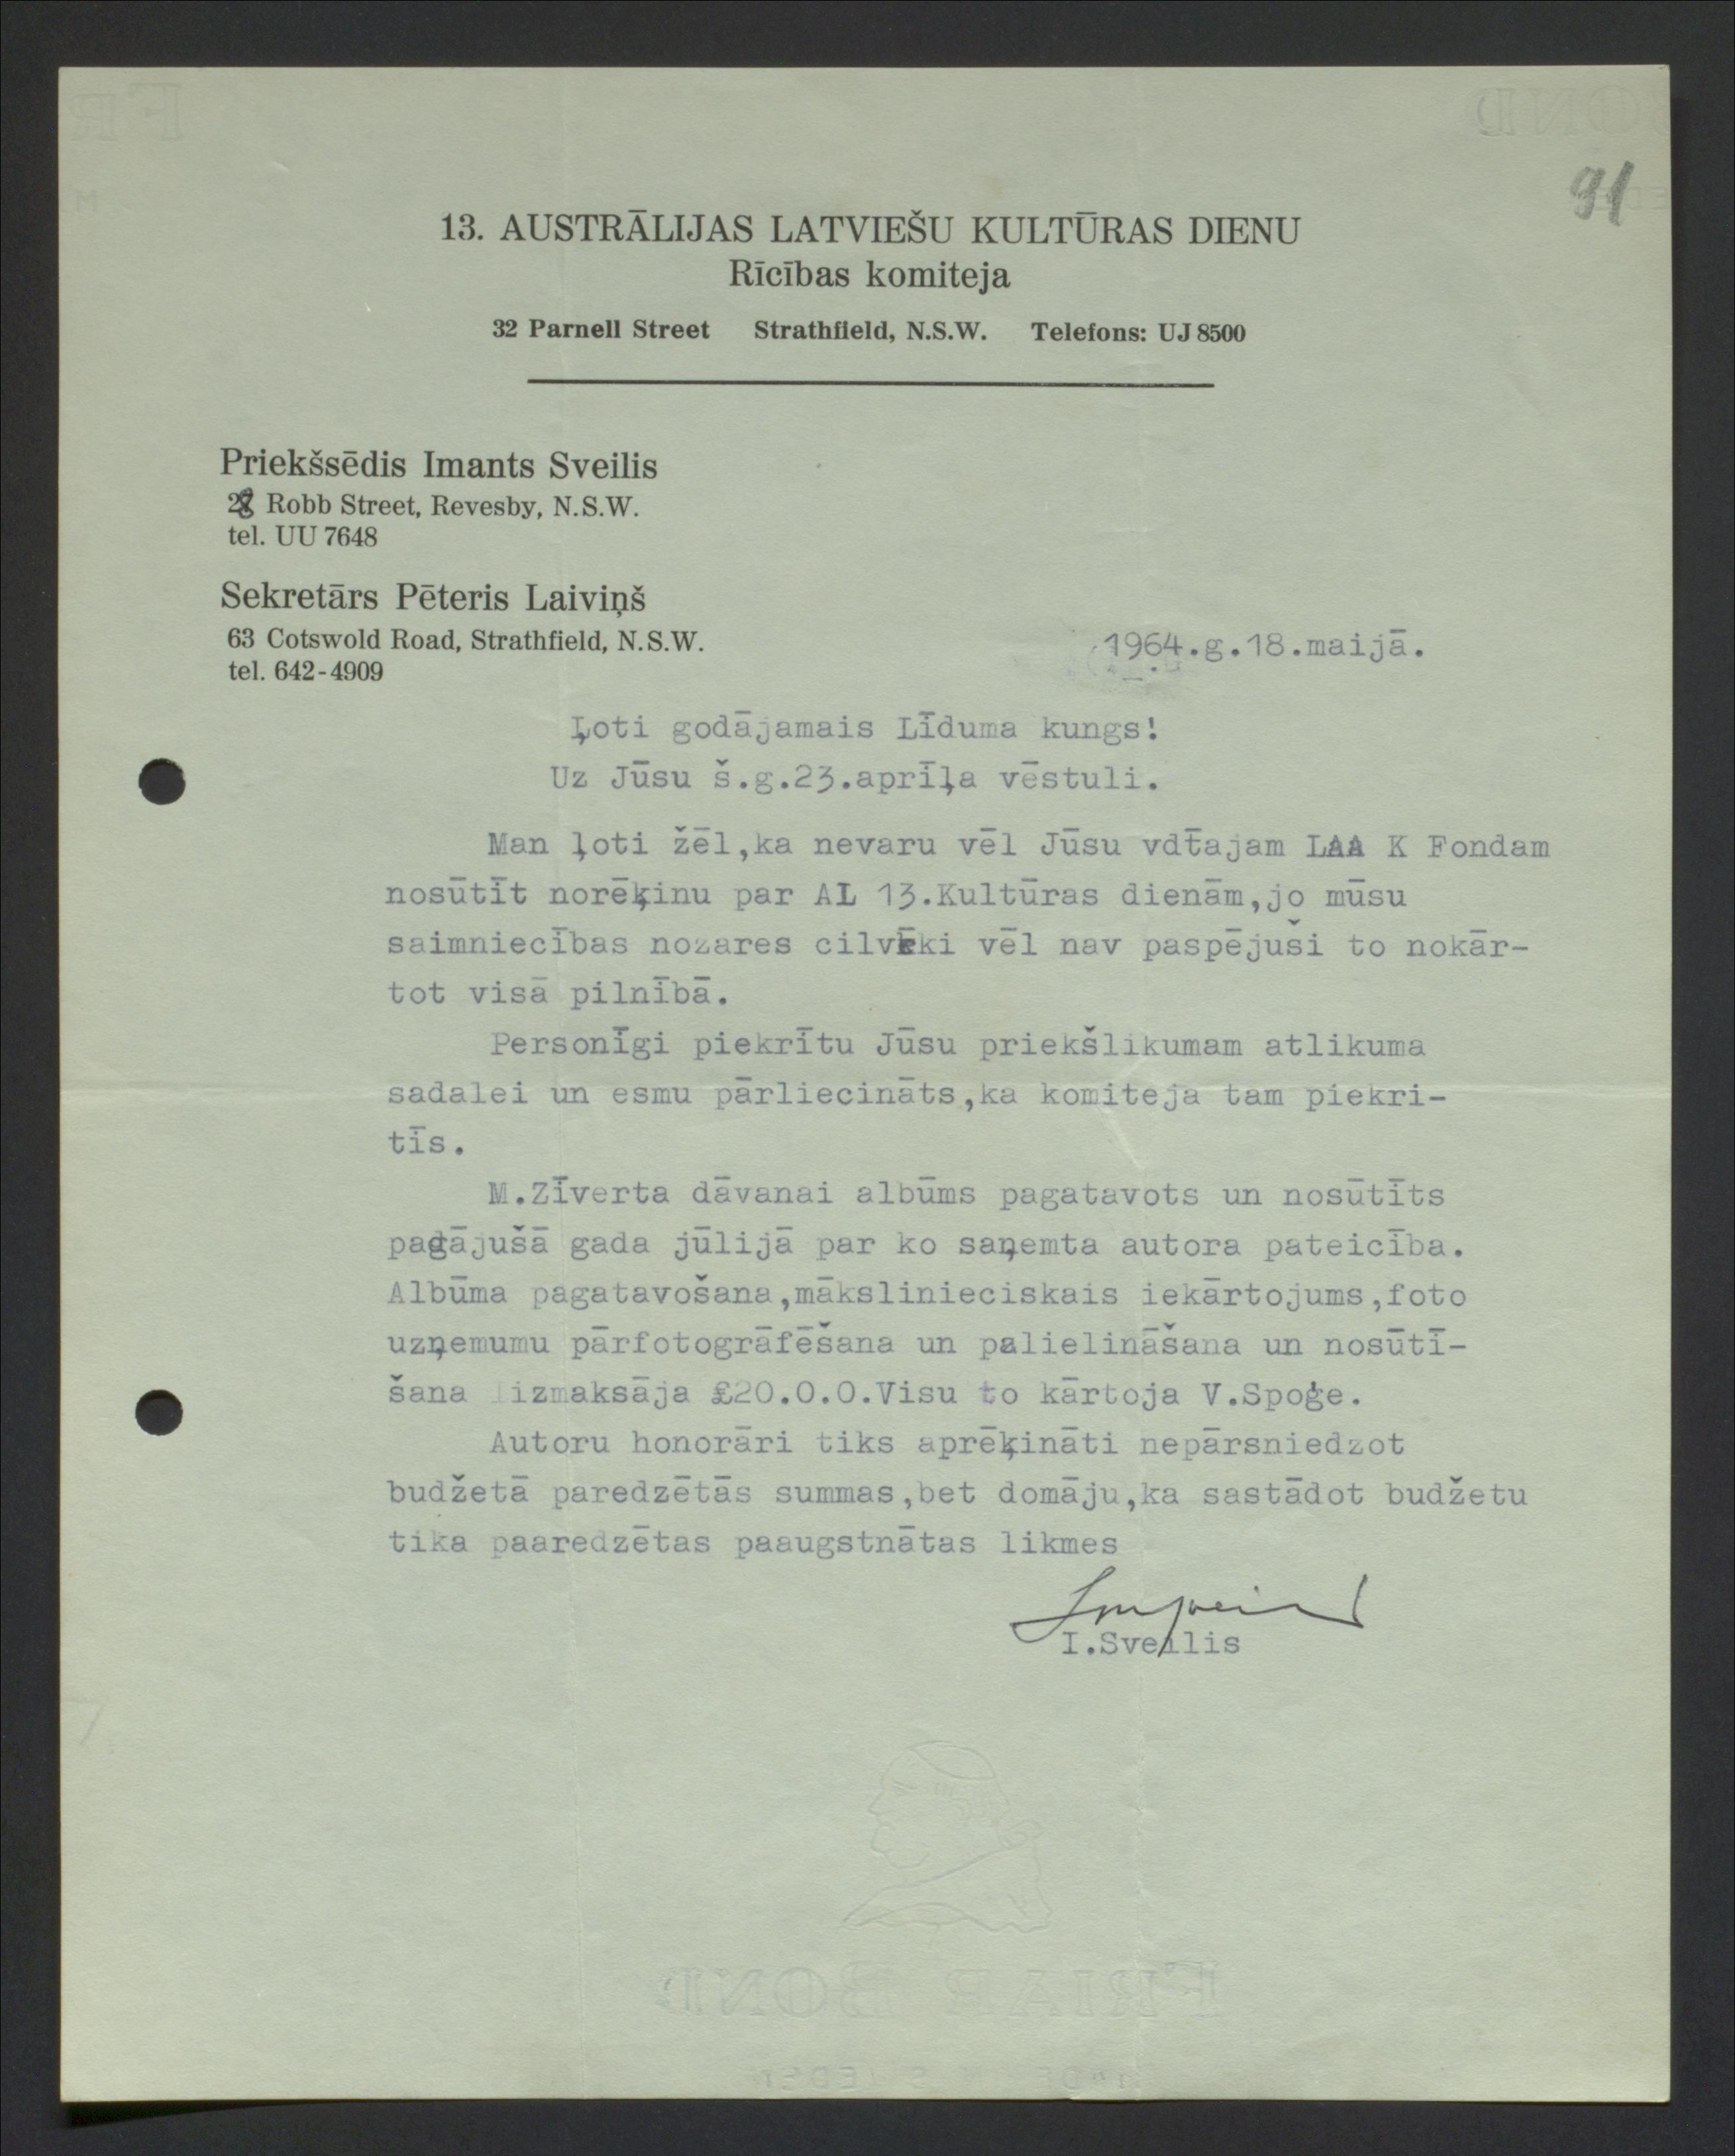 91
13. AUSTRĀLIJAS LATVIEŠU KULTŪRAS DIENU
Rīcības komiteja
32 Parnell Street Strathfield, N.S.W. Telefons: UJ 8500
Priekšsēdis Imants Sveilis
28 Robb Street, Revesby, N.S.W.
tel. UU 7648
Sekretārs Pēteris Laiviņš
63 Cotswold Road, Strathfield, N.S.W.
tel. 642-4909
1964.g.18.maijā.
Ļoti godājamais Līduma kungs!
Uz Jūsu š.g.23.aprīļa vēstuli.
Man ļoti žēl,ka nevaru vēl Jūsu vdtajam LAA K Fondam
nosūtīt norēķinu par AL 13.Kultūras dienām,jo mūsu
saimniecības nozares cilvēki vēl nav paspējuši to nokār-
tot visā pilnībā.
Personīgi piekrītu Jūsu priekšlikumam atlikuma
sadalei un esmu pārliecināts,ka komiteja tam piekri-
tīs.
M.Zīverta dāvanai albūms pagatavots un nosūtīts
pagājušā gada jūlijā par ko saņemta autora pateicība.
Albūma pagatavošana,mākslinieciskais iekārtojums,foto
uzņemumu pārfotogrāfēšana un palielināšana un nosūtī-
šana izmaksāja £20.0.0.Visu to kārtoja V.Spoģe.
Autoru honorāri tiks aprēķināti nepārsniedzot
budžetā paredzētās summas,bet domāju,ka sastādot budžetu
tika paaredzētas paaugstnātas likmes
I.Sveilis
FRIAR BOND